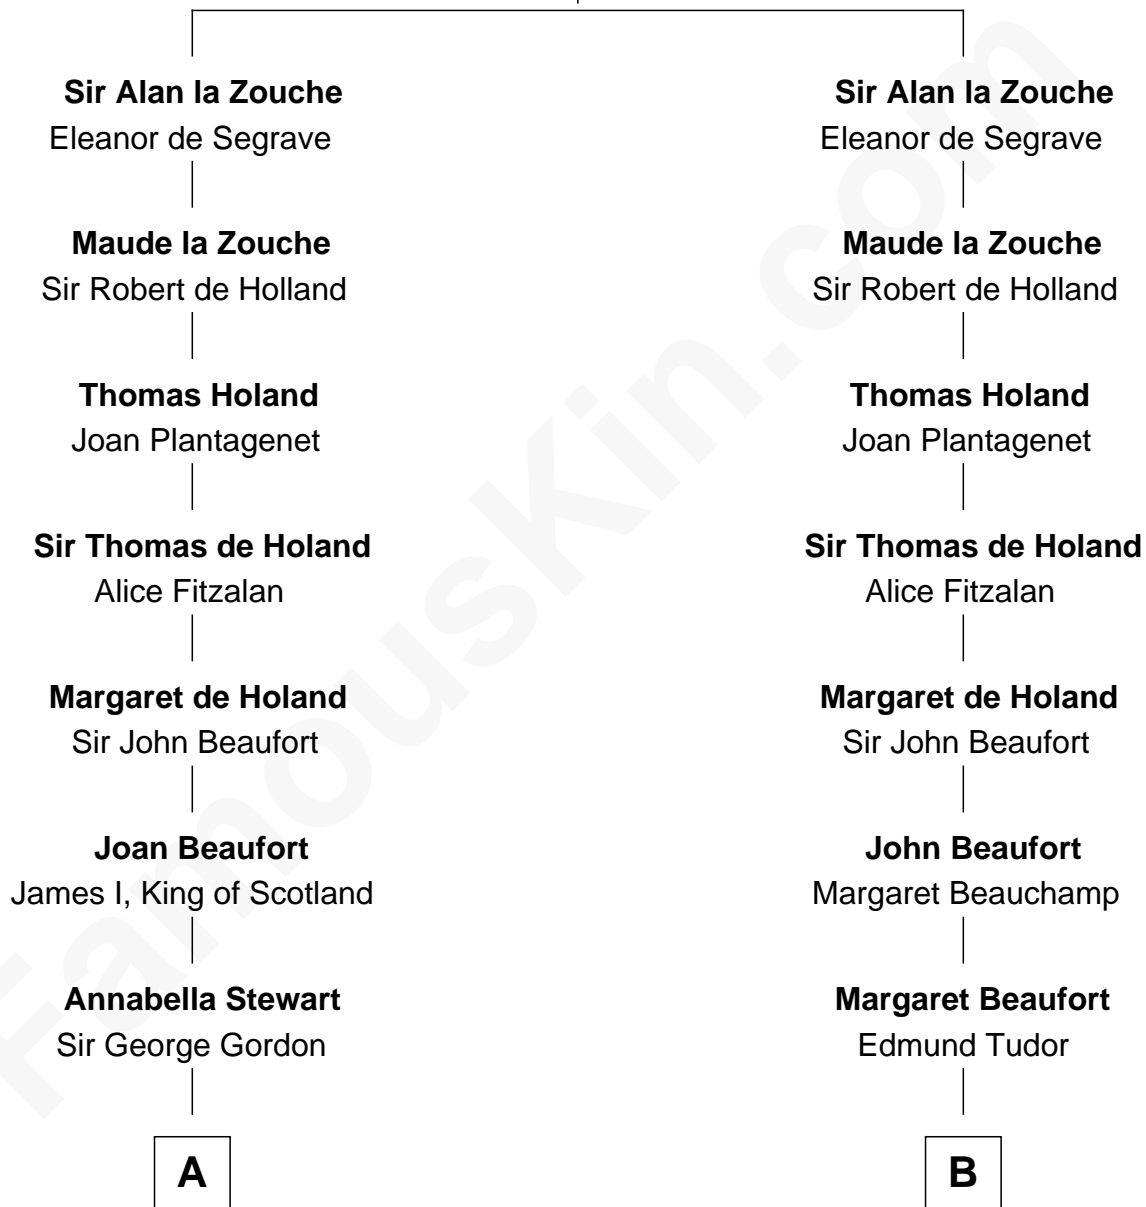 Sir Alan la Zouche
Eleanor de Segrave
Maude la Zouche
Sir Robert de Holland
Thomas Holand
Joan Plantagenet
Sir Thomas de Holand
Alice Fitzalan
Margaret de Holand
Sir John Beaufort
Joan Beaufort
James I, King of Scotland
Annabella Stewart
Sir George Gordon
A
Sir Alan la Zouche
Eleanor de Segrave
Maude la Zouche
Sir Robert de Holland
Thomas Holand
Joan Plantagenet
Sir Thomas de Holand
Alice Fitzalan
Margaret de Holand
Sir John Beaufort
John Beaufort
Margaret Beauchamp
Margaret Beaufort
Edmund Tudor
B
FamousKin.com